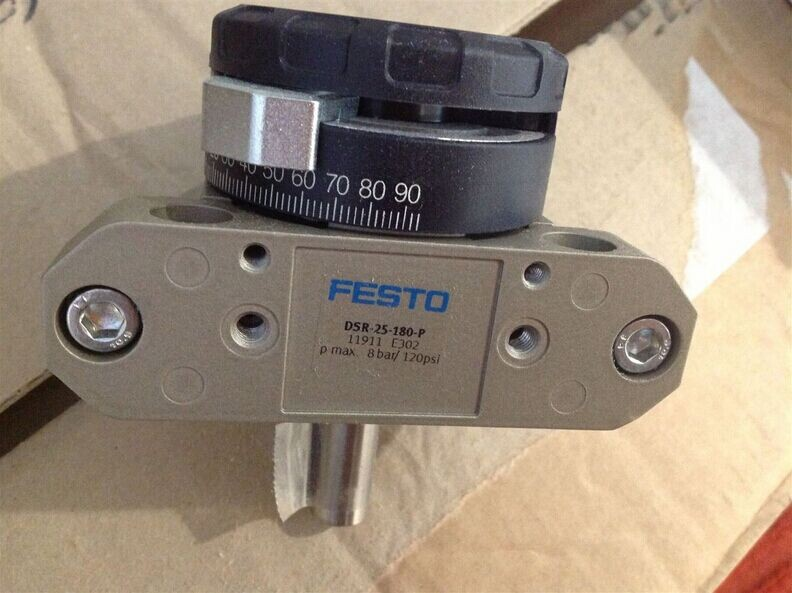 30 40 50 60 70 80 90
FESTO
DSR-25-180-P
11911 E302
p max. 8 bar/ 120psi